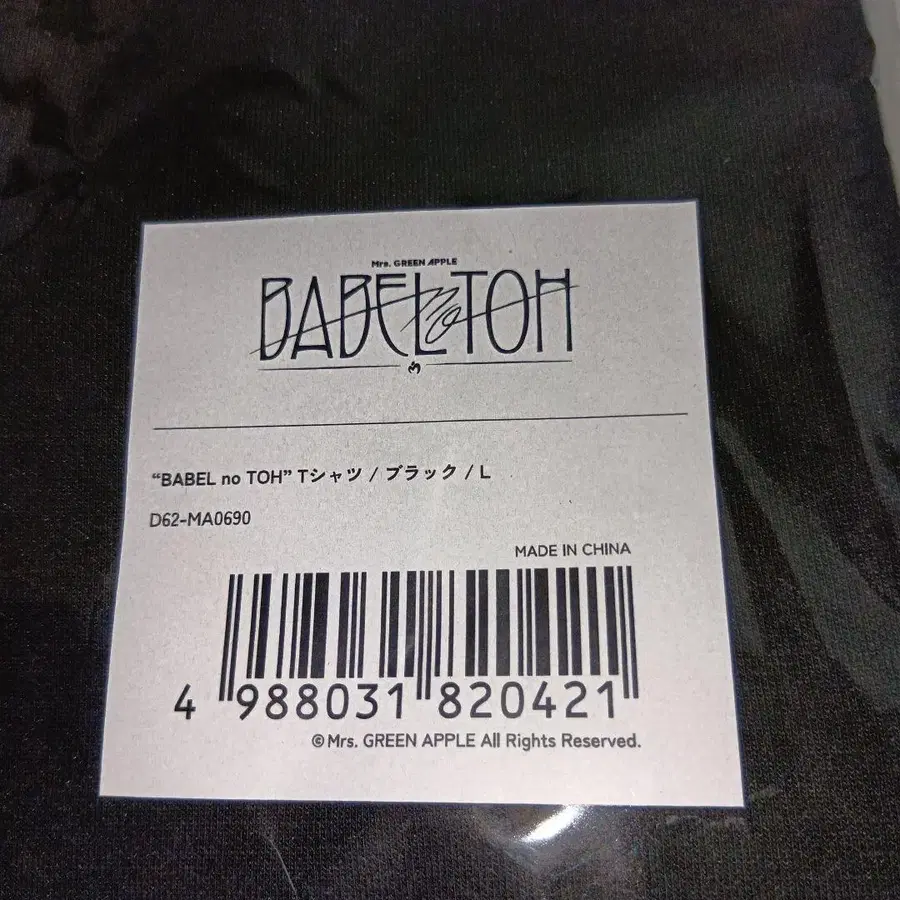 Mrs. GREEN APPLE
BABEL no TOH
“BABEL no TOH” Tシャツ / ブラック / L
D62-MA0690
MADE IN CHINA
4 988031 820421
©Mrs. GREEN APPLE All Rights Reserved.